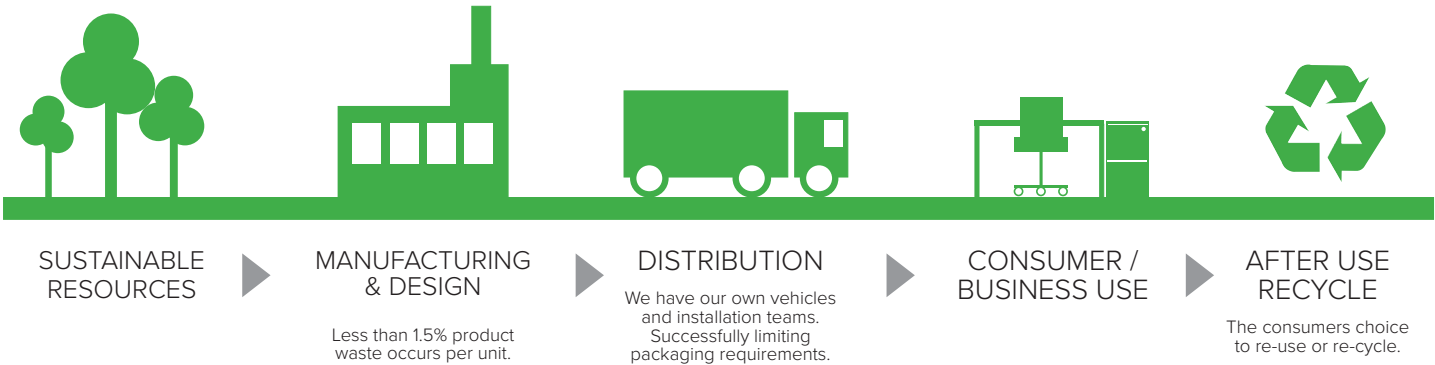 SUSTAINABLE
RESOURCES
MANUFACTURING
& DESIGN
Less than 1.5% product
waste occurs per unit.
DISTRIBUTION
We have our own vehicles
and installation teams.
Successfully limiting
packaging requirements.
CONSUMER /
BUSINESS USE
AFTER USE
RECYCLE
The consumers choice
to re-use or re-cycle.